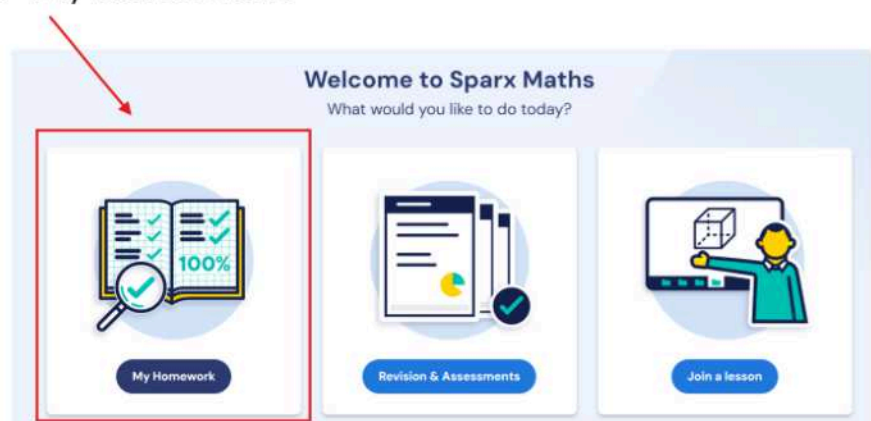 Welcome to Sparx Maths
What would you like to do today?
100%
My Homework
Revision & Assessments
Join a lesson